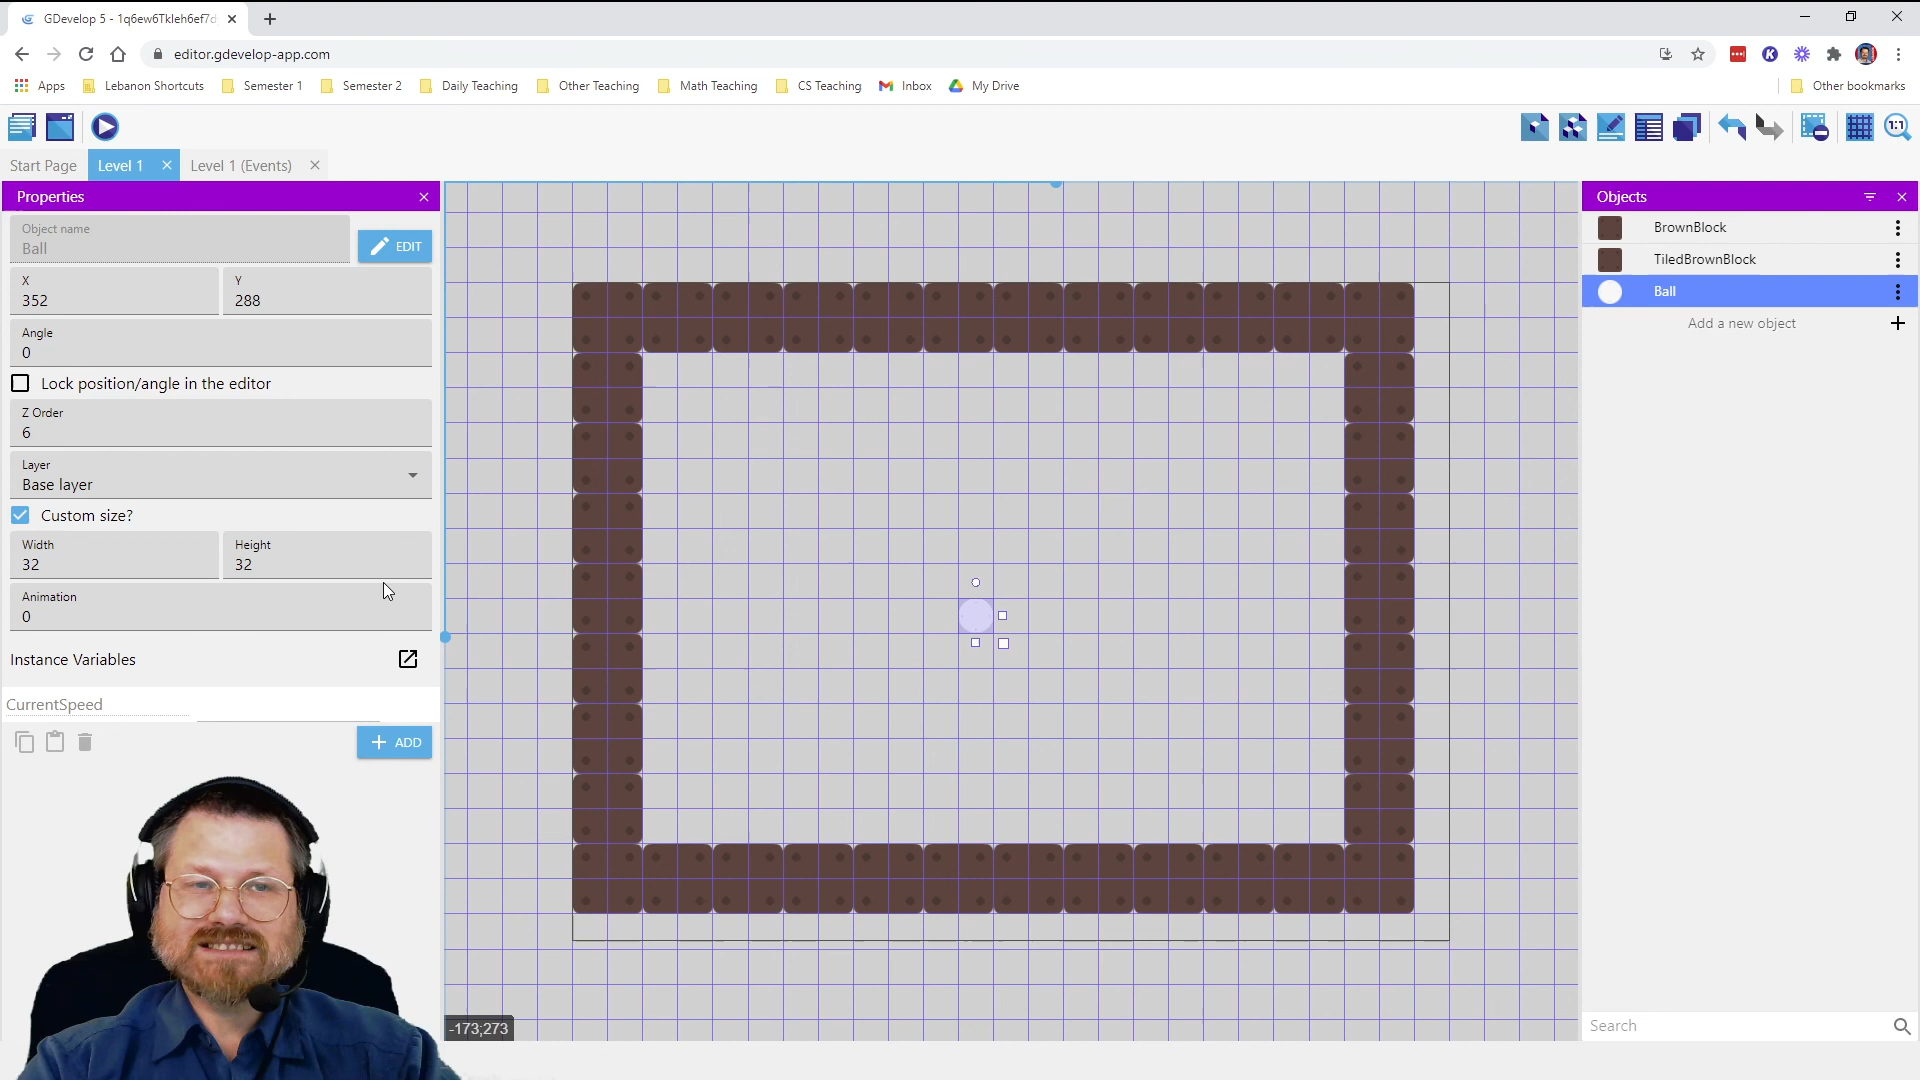 GDevelop 5 - 1q6ew6Tkleh6ef7d
editor.gdevelop-app.com
Apps
Lebanon Shortcuts
Semester 1
Semester 2
Daily Teaching
Other Teaching
Math Teaching
CS Teaching
Inbox
My Drive
Other bookmarks
1:1
Start Page
Level 1
Level 1 (Events)
Properties
Object name
Ball
EDIT
X
352
Y
288
Angle
0
Lock position/angle in the editor
Z Order
6
Layer
Base layer
Custom size?
Width
32
Height
32
Animation
0
Instance Variables
CurrentSpeed
ADD
-173;273
Objects
BrownBlock
TiledBrownBlock
Ball
Add a new object
Search